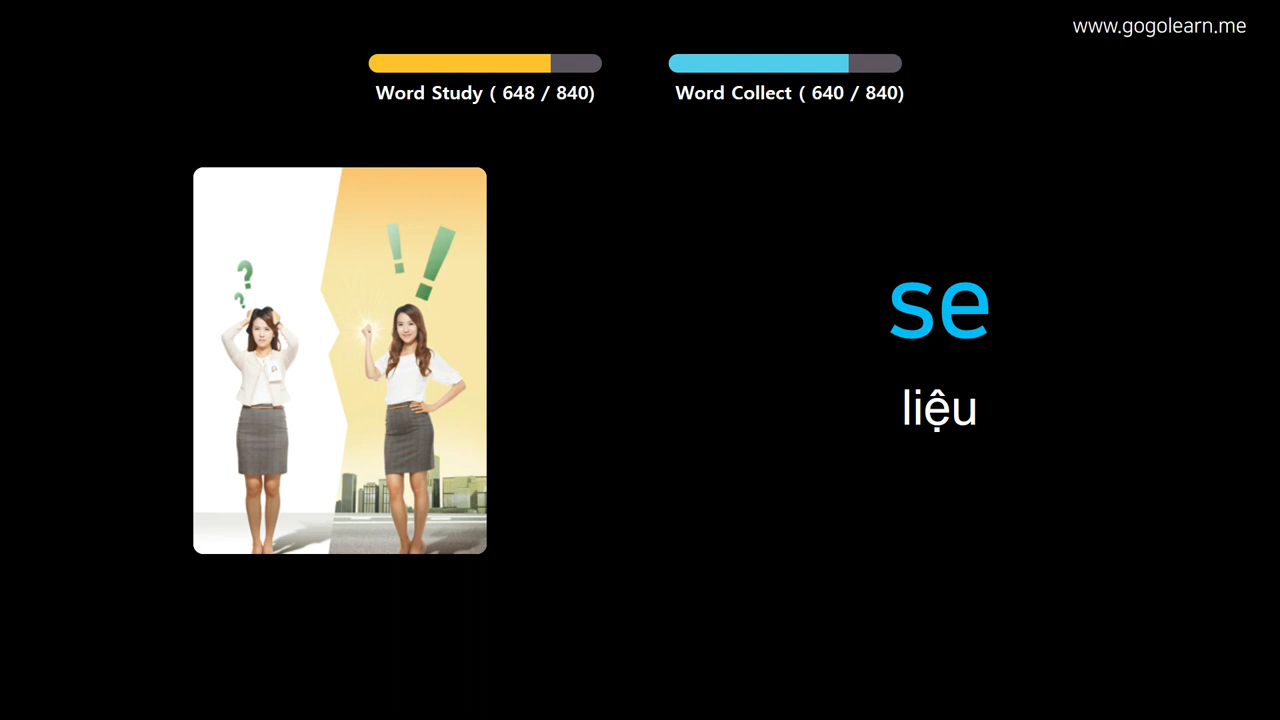 www.gogolearn.me
Word Study ( 648 / 840)
Word Collect ( 640 / 840)
? ?
! !
se
liệu